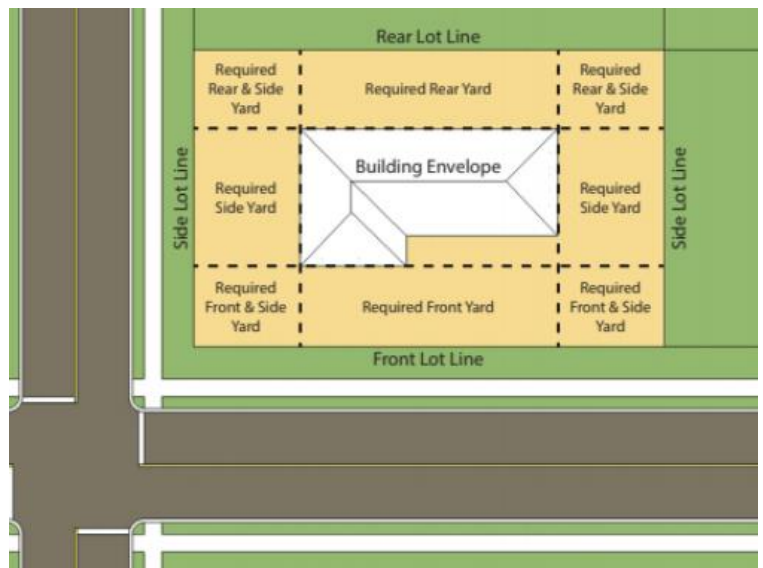 Rear Lot Line
Required
Rear & Side
Yard
Required Rear Yard
Required
Rear & Side
Yard
Side Lot Line
Required
Side Yard
Building Envelope
Required
Side Yard
Side Lot Line
Required
Front & Side
Yard
Required Front Yard
Required
Front & Side
Yard
Front Lot Line